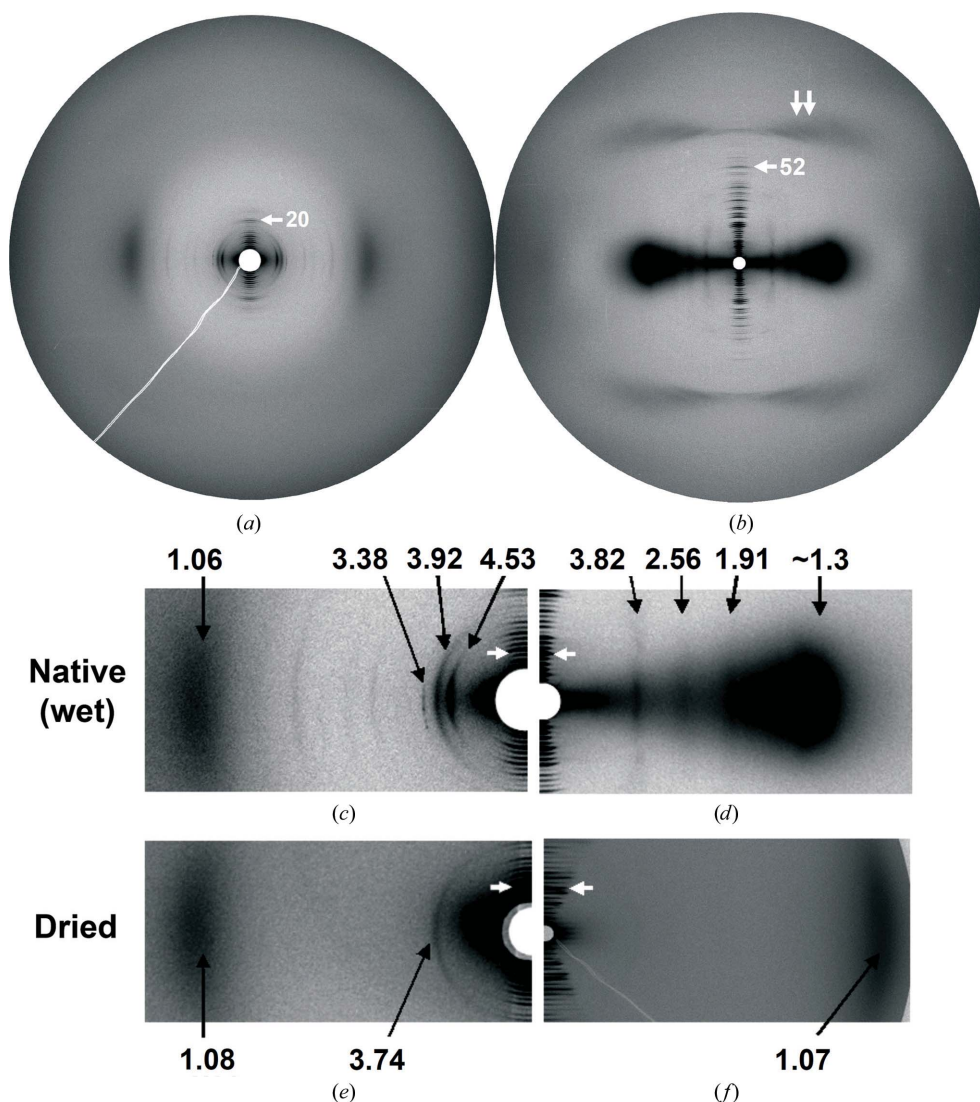 20
52
(a)
(b)
1.06 3.38 3.92 4.53 3.82 2.56 1.91 ~1.3
Native
(wet)
(c)
(d)
Dried
1.08 3.74 1.07
(e)
(f)